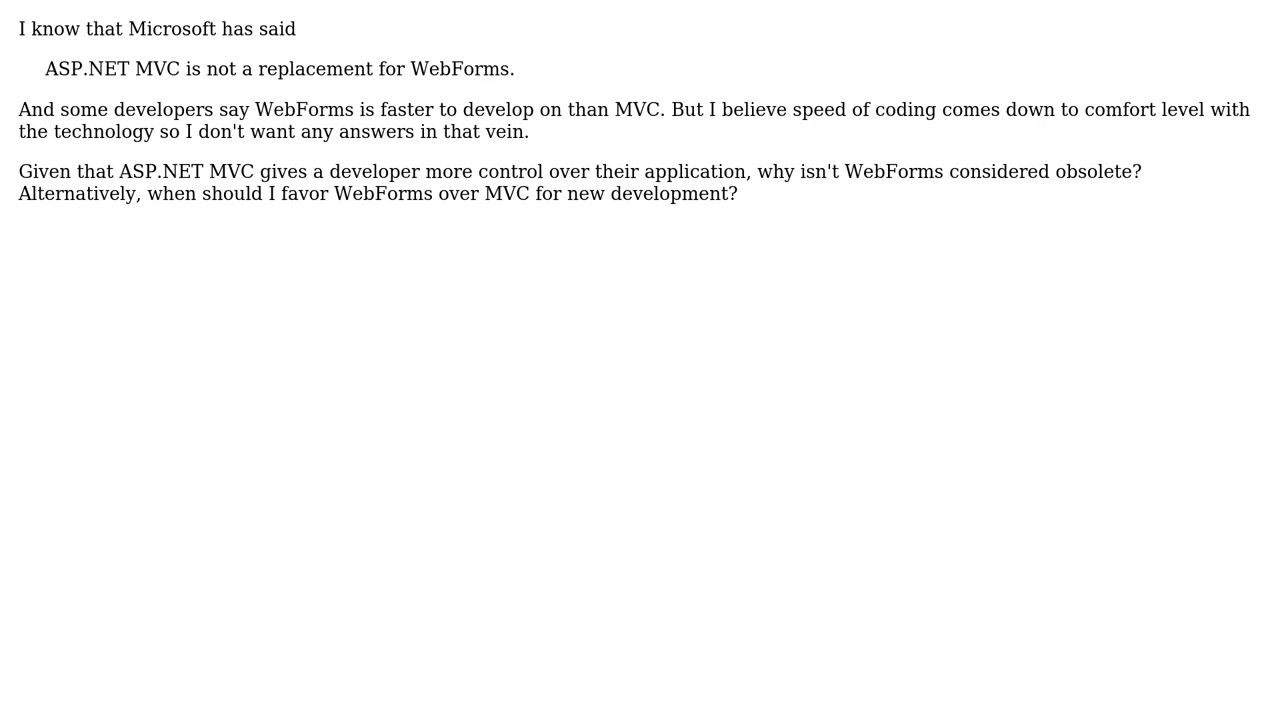 I know that Microsoft has said
ASP.NET MVC is not a replacement for WebForms.
And some developers say WebForms is faster to develop on than MVC. But I believe speed of coding comes down to comfort level with
the technology so I don't want any answers in that vein.
Given that ASP.NET MVC gives a developer more control over their application, why isn't WebForms considered obsolete?
Alternatively, when should I favor WebForms over MVC for new development?